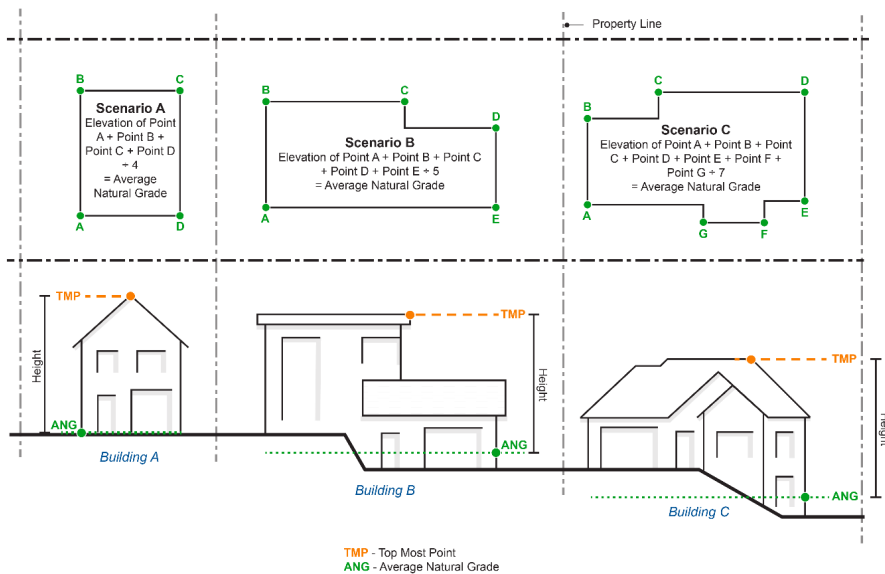 Property Line
B
C
Scenario A
Elevation of Point
A + Point B +
Point C + Point D
÷ 4
= Average
Natural Grade
A
D
B
C
D
Scenario B
Elevation of Point A + Point B + Point C
+ Point D + Point E ÷ 5
= Average Natural Grade
A
E
C
D
B
Scenario C
Elevation of Point A + Point B + Point
C + Point D + Point E + Point F +
Point G ÷ 7
= Average Natural Grade
A
E
G
F
TMP
Height
ANG
Building A
TMP
Height
ANG
Building B
TMP
Height
ANG
Building C
TMP - Top Most Point
ANG - Average Natural Grade